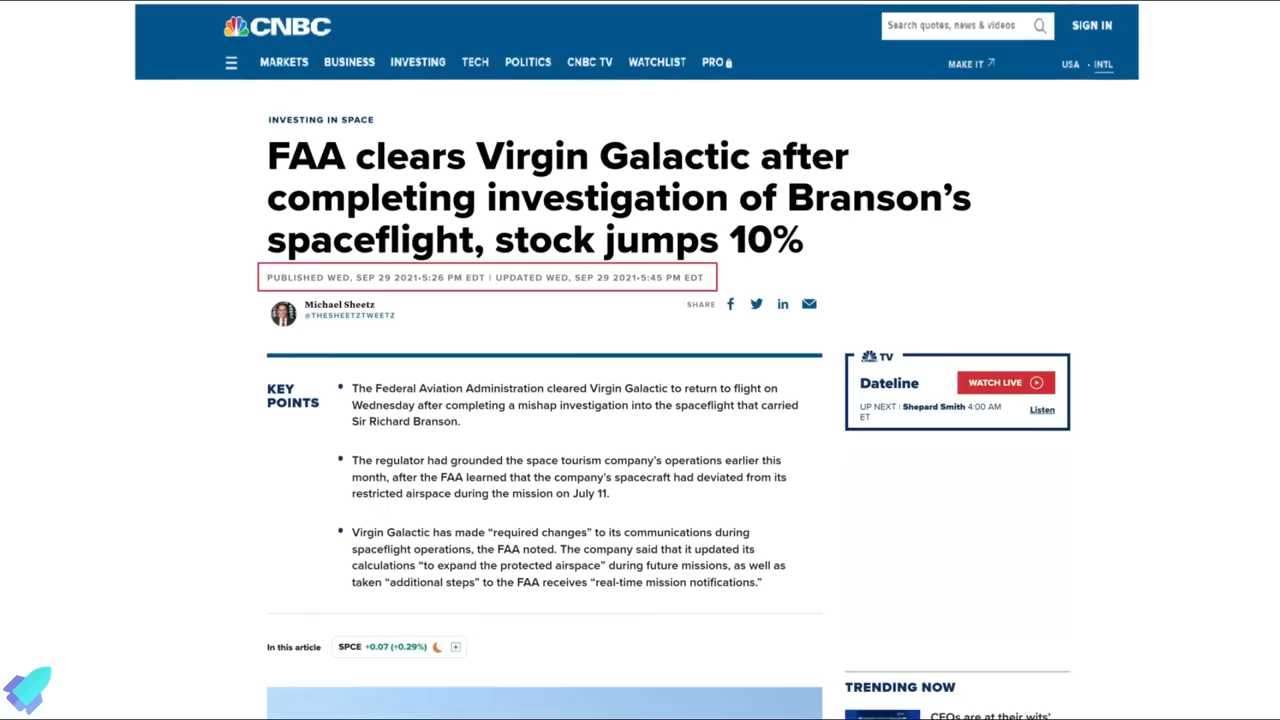 CNBC
Search quotes, news & videos
SIGN IN
MARKETS BUSINESS INVESTING TECH POLITICS CNBC TV WATCHLIST PRO
MAKE IT
USA · INTL
INVESTING IN SPACE
FAA clears Virgin Galactic after
completing investigation of Branson’s
spaceflight, stock jumps 10%
PUBLISHED WED, SEP 29 2021•5:26 PM EDT | UPDATED WED, SEP 29 2021•5:45 PM EDT
Michael Sheetz
@THESHEETZTWEETZ
SHARE
KEY
POINTS
• The Federal Aviation Administration cleared Virgin Galactic to return to flight on
Wednesday after completing a mishap investigation into the spaceflight that carried
Sir Richard Branson.
• The regulator had grounded the space tourism company’s operations earlier this
month, after the FAA learned that the company’s spacecraft had deviated from its
restricted airspace during the mission on July 11.
• Virgin Galactic has made “required changes” to its communications during
spaceflight operations, the FAA noted. The company said that it updated its
calculations “to expand the protected airspace” during future missions, as well as
taken “additional steps” to the FAA receives “real-time mission notifications.”
In this article
SPCE +0.07 (+0.29%)
CNBC TV
Dateline
WATCH LIVE
UP NEXT | Shepard Smith 4:00 AM
ET
Listen
TRENDING NOW
CEOs are at their wits’